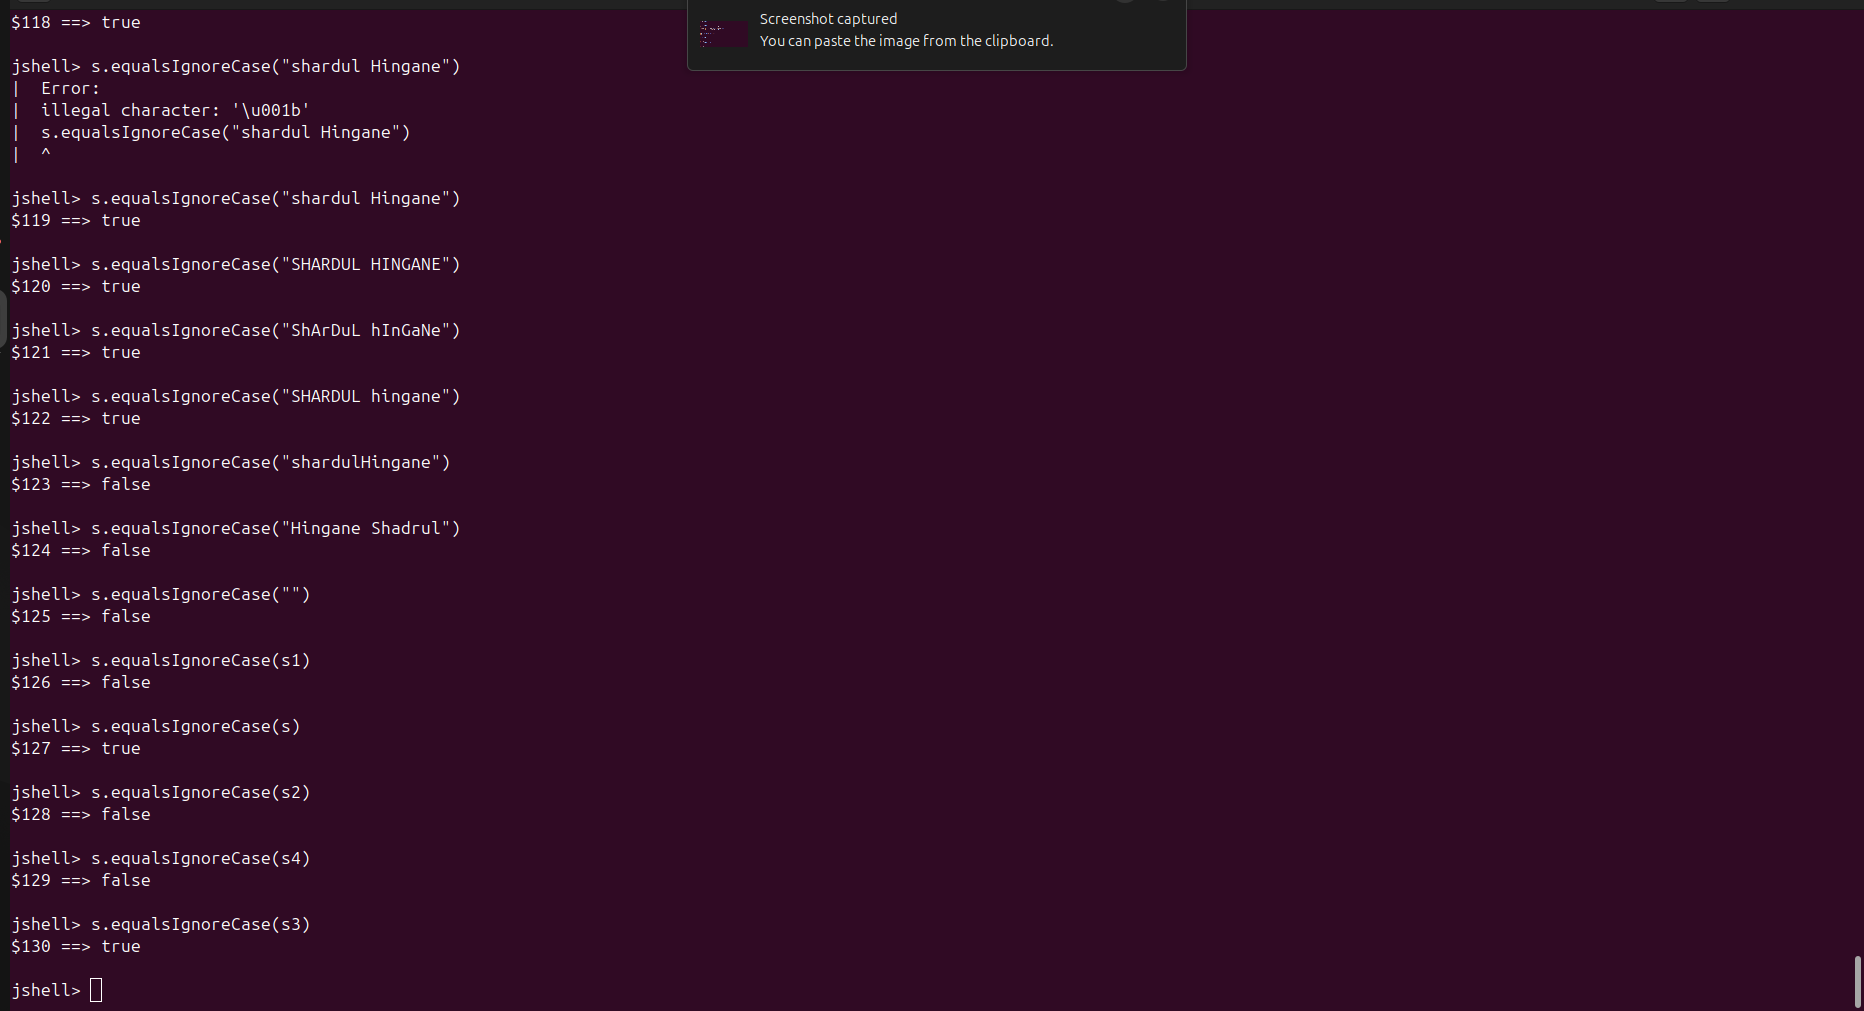 $118 ==> true
Screenshot captured
You can paste the image from the clipboard.
jshell> s.equalsIgnoreCase("shardul Hingane")
|  Error:
|  illegal character: '\u001b'
|  s.equalsIgnoreCase("shardul Hingane")
|  ^
jshell> s.equalsIgnoreCase("shardul Hingane")
$119 ==> true
jshell> s.equalsIgnoreCase("SHARDUL HINGANE")
$120 ==> true
jshell> s.equalsIgnoreCase("ShArDuL hInGaNe")
$121 ==> true
jshell> s.equalsIgnoreCase("SHARDUL hingane")
$122 ==> true
jshell> s.equalsIgnoreCase("shardulHingane")
$123 ==> false
jshell> s.equalsIgnoreCase("Hingane Shadrul")
$124 ==> false
jshell> s.equalsIgnoreCase("")
$125 ==> false
jshell> s.equalsIgnoreCase(s1)
$126 ==> false
jshell> s.equalsIgnoreCase(s)
$127 ==> true
jshell> s.equalsIgnoreCase(s2)
$128 ==> false
jshell> s.equalsIgnoreCase(s4)
$129 ==> false
jshell> s.equalsIgnoreCase(s3)
$130 ==> true
jshell>